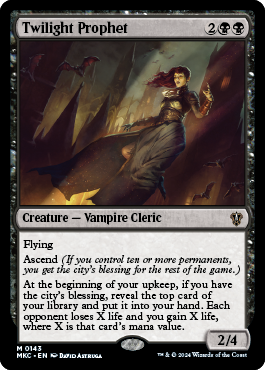 Twilight Prophet 2
Creature — Vampire Cleric
Flying
Ascend (If you control ten or more permanents,
you get the city's blessing for the rest of the game.)
At the beginning of your upkeep, if you have
the city's blessing, reveal the top card of
your library and put it into your hand. Each
opponent loses X life and you gain X life,
where X is that card's mana value.
2/4
M 0143
MKC • EN DAVID ASTRUGA
™ & © 2024 Wizards of the Coast